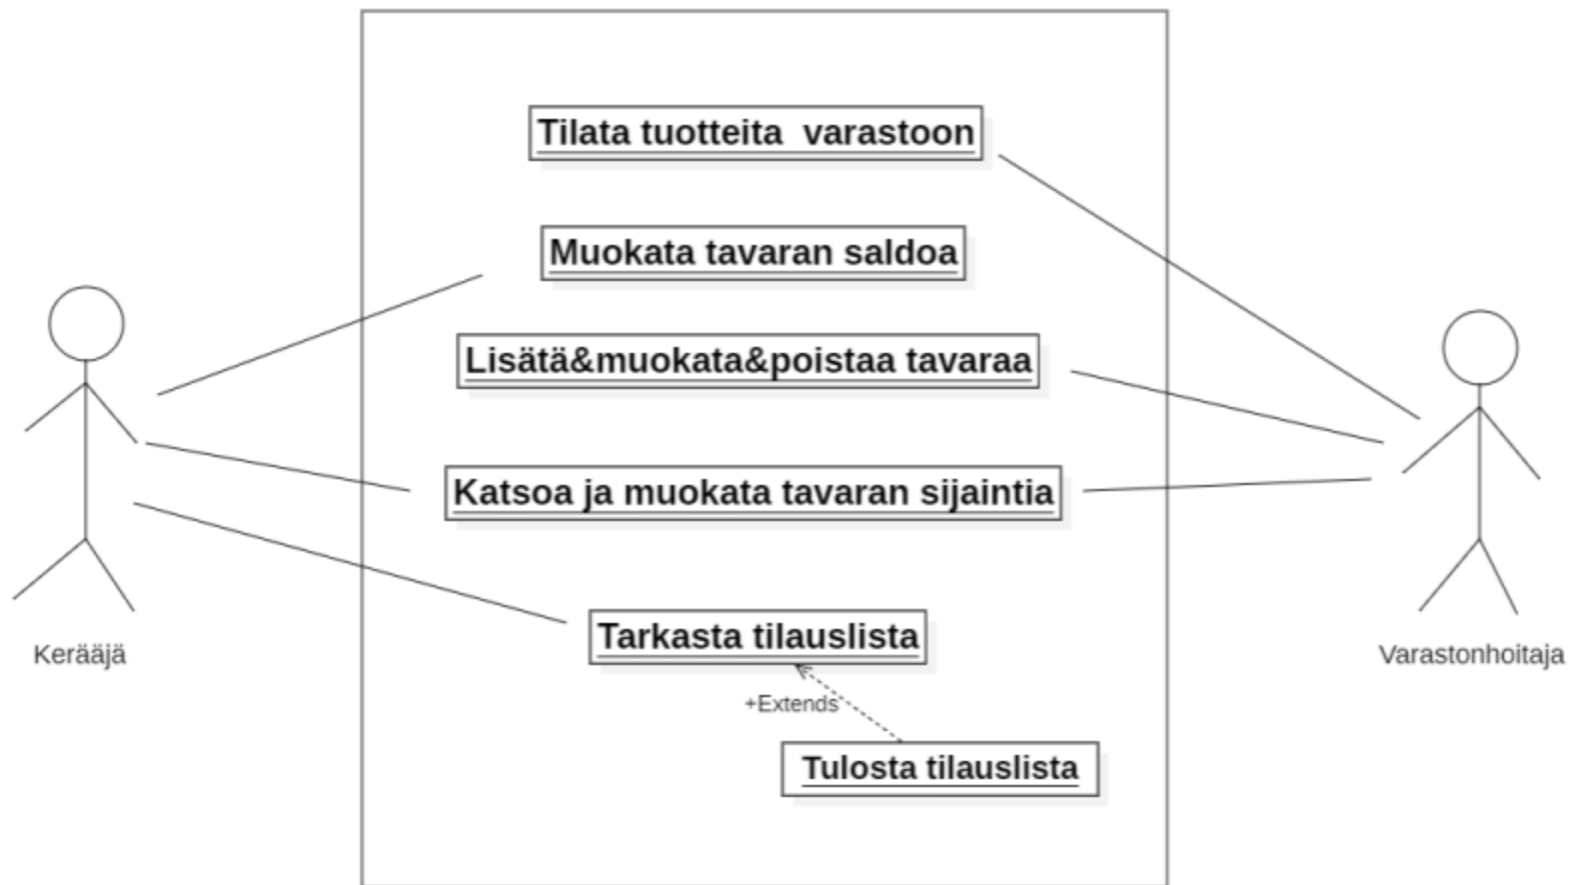 Tilata tuotteita  varastoon
Muokata tavaran saldoa
Lisätä&muokata&poistaa tavaraa
Katsoa ja muokata tavaran sijaintia
Tarkasta tilauslista
Kerääjä
Varastonhoitaja
+Extends
Tulosta tilauslista